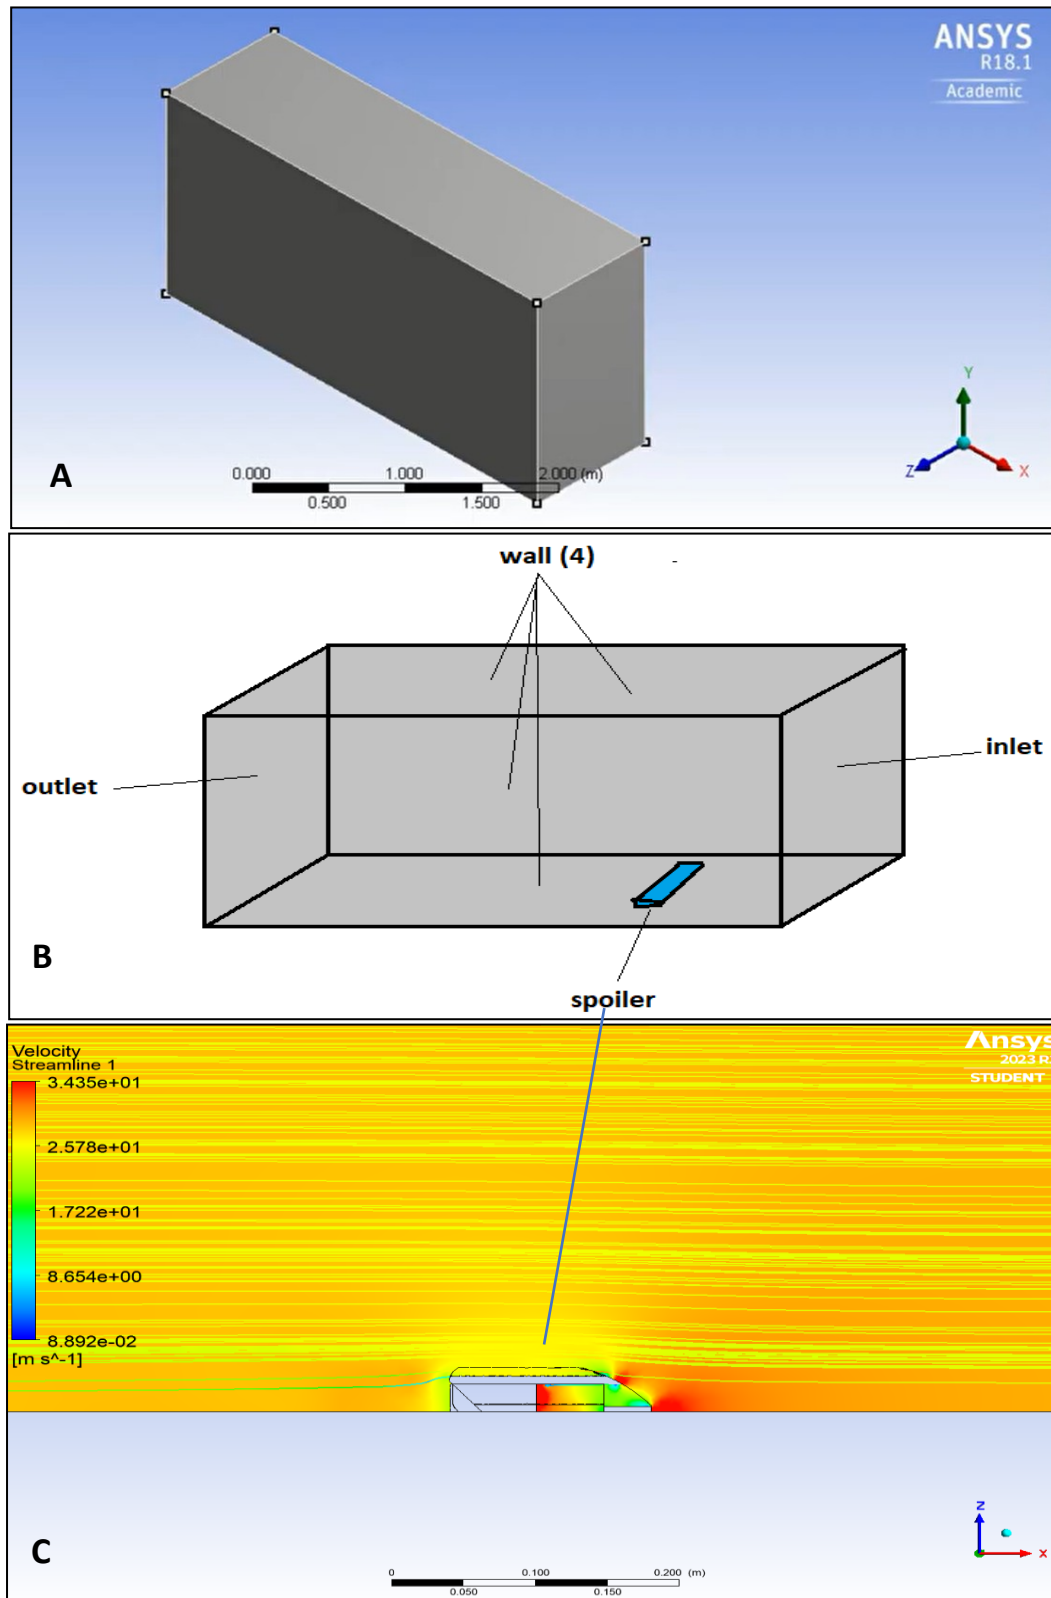 ANSYS
R18.1
Academic
Y
Z
X
A
0.000
1.000
2.000 (m)
0.500
1.500
wall (4)
-
inlet
outlet
B
spoiler
Velocity
Streamline 1
3.435e+01
2.578e+01
1.722e+01
8.654e+00
8.892e-02
[m s^-1]
Ansys
2023 R
STUDENT
Z
X
C
0
0.100
0.200
(m)
0.050
0.150